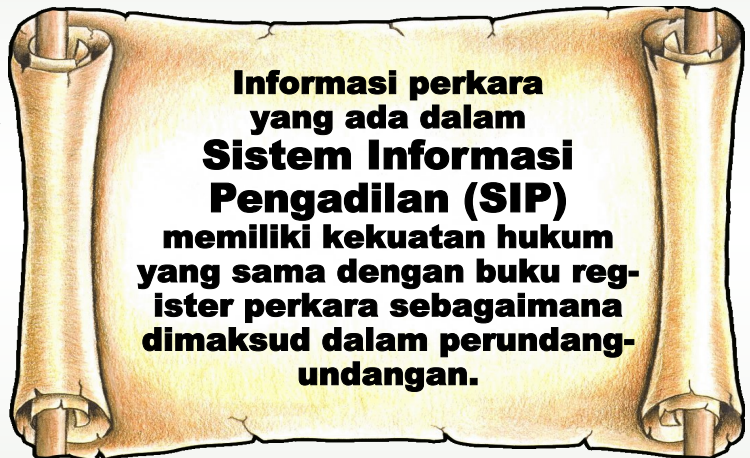 Informasi perkara
yang ada dalam
Sistem Informasi
Pengadilan (SIP)
memiliki kekuatan hukum
yang sama dengan buku reg-
ister perkara sebagaimana
dimaksud dalam perundang-
undangan.